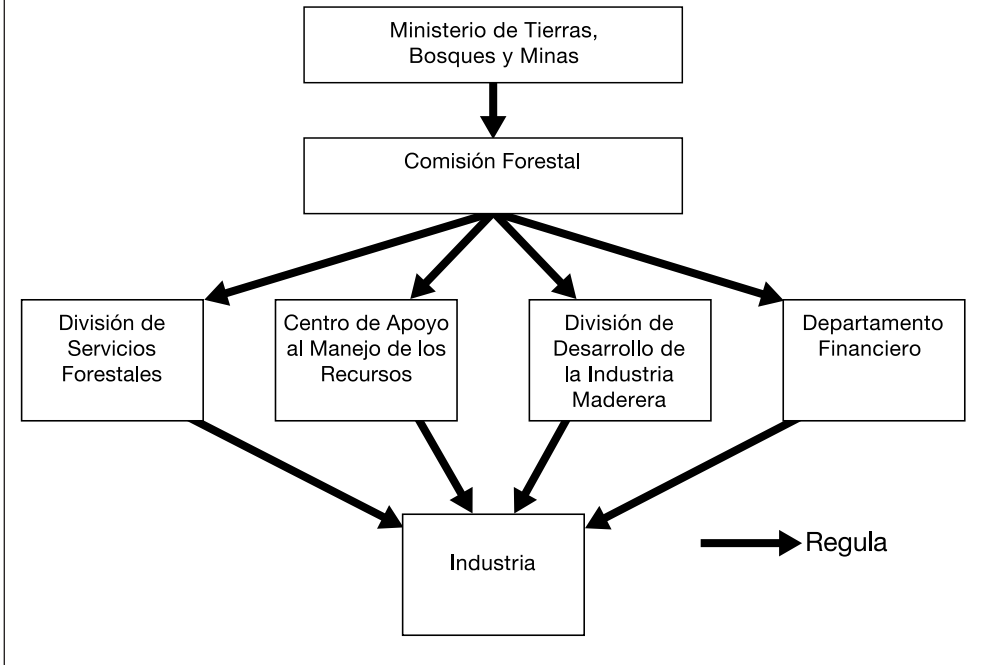 Ministerio de Tierras,
Bosques y Minas
Comisión Forestal
División de
Servicios
Forestales
Centro de Apoyo
al Manejo de los
Recursos
División de
Desarrollo de
la Industria
Maderera
Departamento
Financiero
Industria
Regula